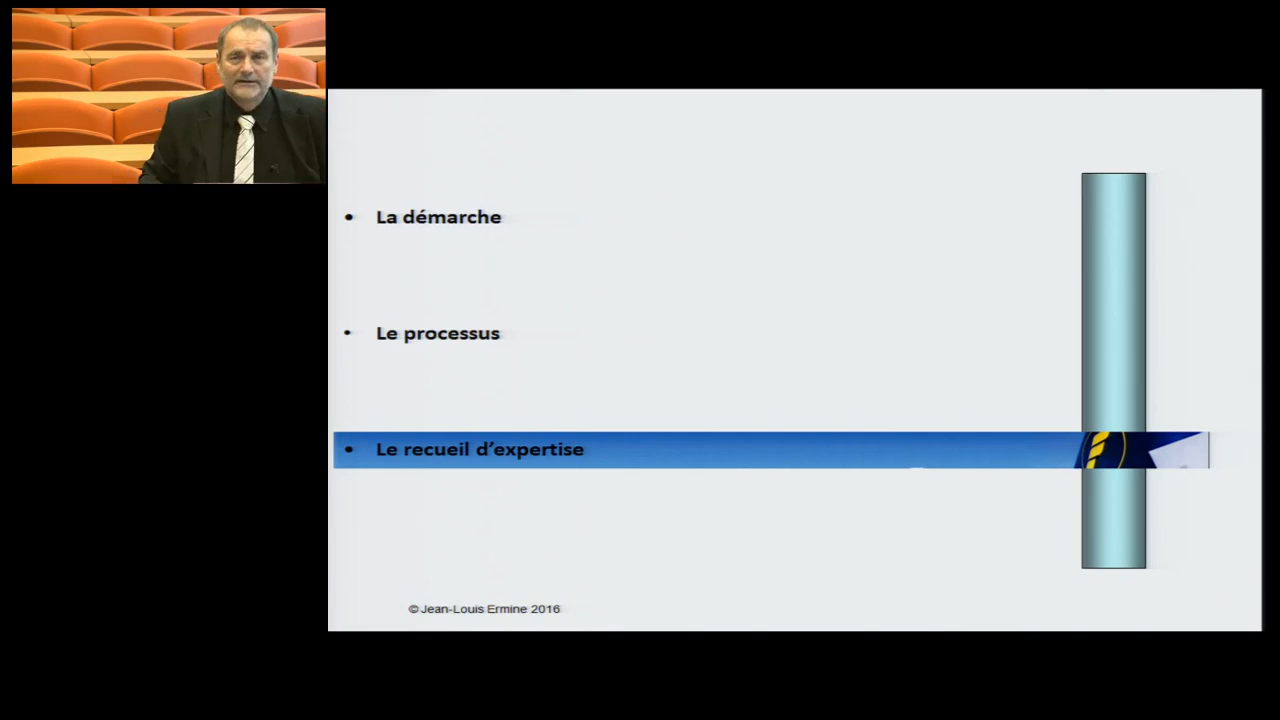 • La démarche
• Le processus
• Le recueil d’expertise
© Jean-Louis Ermine 2016